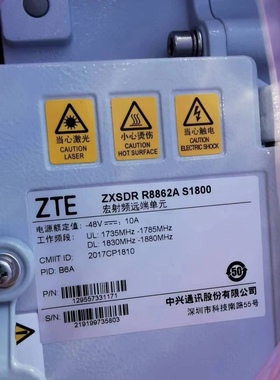 当心激光
CAUTION
LASER
小心烫伤
CAUTION
HOT SURFACE
当心触电
CAUTION
ELECTRIC SHOCK
ZTE
ZXSDR R8862A S1800
宏射频远端单元
电源额定值: -48V ⎓, 10A
工作频段: UL: 1735MHz -1785MHz
DL: 1830MHz -1880MHz
CMIIT ID: 2017CP1810
PID: B6A
P/N:
129557331171
S/N:
219199735803
50
中兴通讯股份有限公司
深圳市科技南路55号